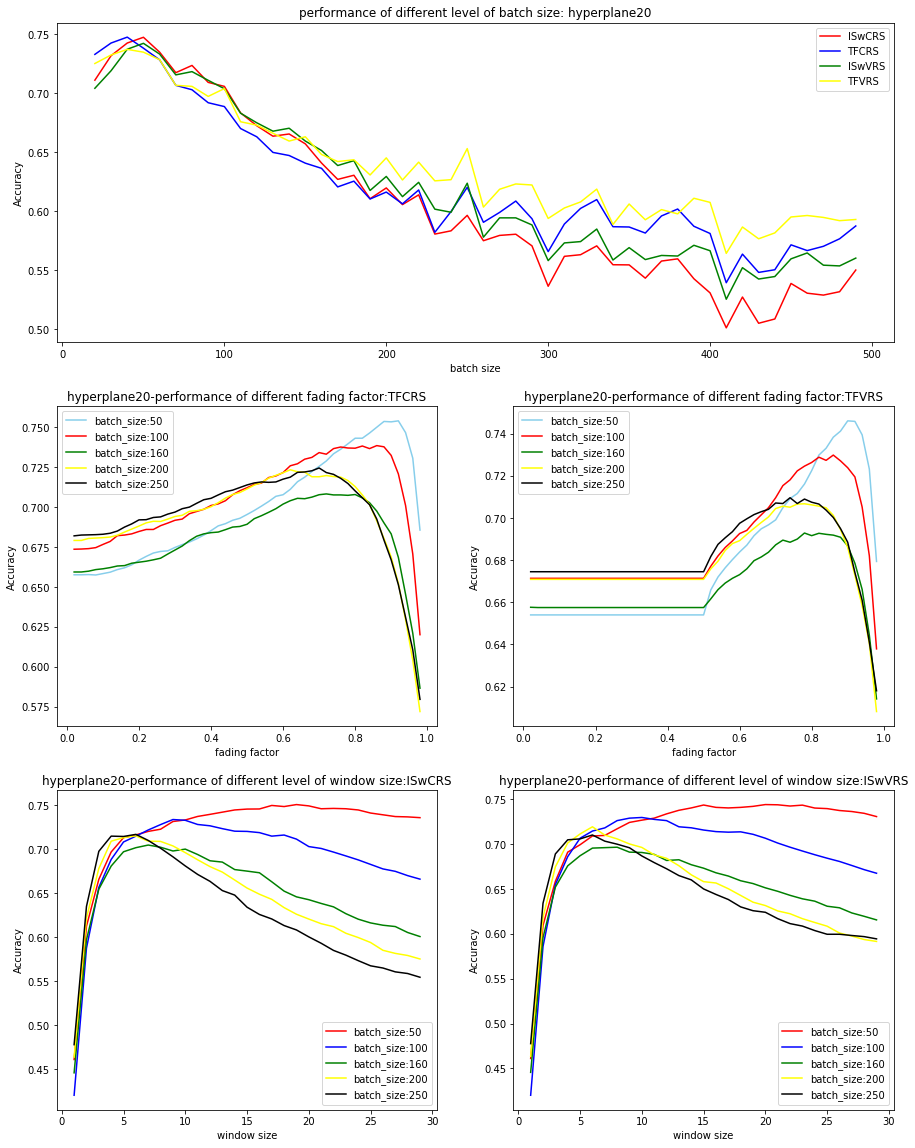 performance of different level of batch size: hyperplane20
Accuracy
0.75
0.70
0.65
0.60
0.55
0.50
0
100
200
300
400
500
batch size
ISwCRS
TFCRS
ISwVRS
TFVRS
hyperplane20-performance of different fading factor:TFCRS
Accuracy
0.750
0.725
0.700
0.675
0.650
0.625
0.600
0.575
0.0
0.2
0.4
0.6
0.8
1.0
fading factor
batch_size:50
batch_size:100
batch_size:160
batch_size:200
batch_size:250
hyperplane20-performance of different fading factor:TFVRS
Accuracy
0.74
0.72
0.70
0.68
0.66
0.64
0.62
0.0
0.2
0.4
0.6
0.8
1.0
fading factor
batch_size:50
batch_size:100
batch_size:160
batch_size:200
batch_size:250
hyperplane20-performance of different level of window size:ISwCRS
Accuracy
0.75
0.70
0.65
0.60
0.55
0.50
0.45
0
5
10
15
20
25
30
window size
batch_size:50
batch_size:100
batch_size:160
batch_size:200
batch_size:250
hyperplane20-performance of different level of window size:ISwVRS
Accuracy
0.75
0.70
0.65
0.60
0.55
0.50
0.45
0
5
10
15
20
25
30
window size
batch_size:50
batch_size:100
batch_size:160
batch_size:200
batch_size:250